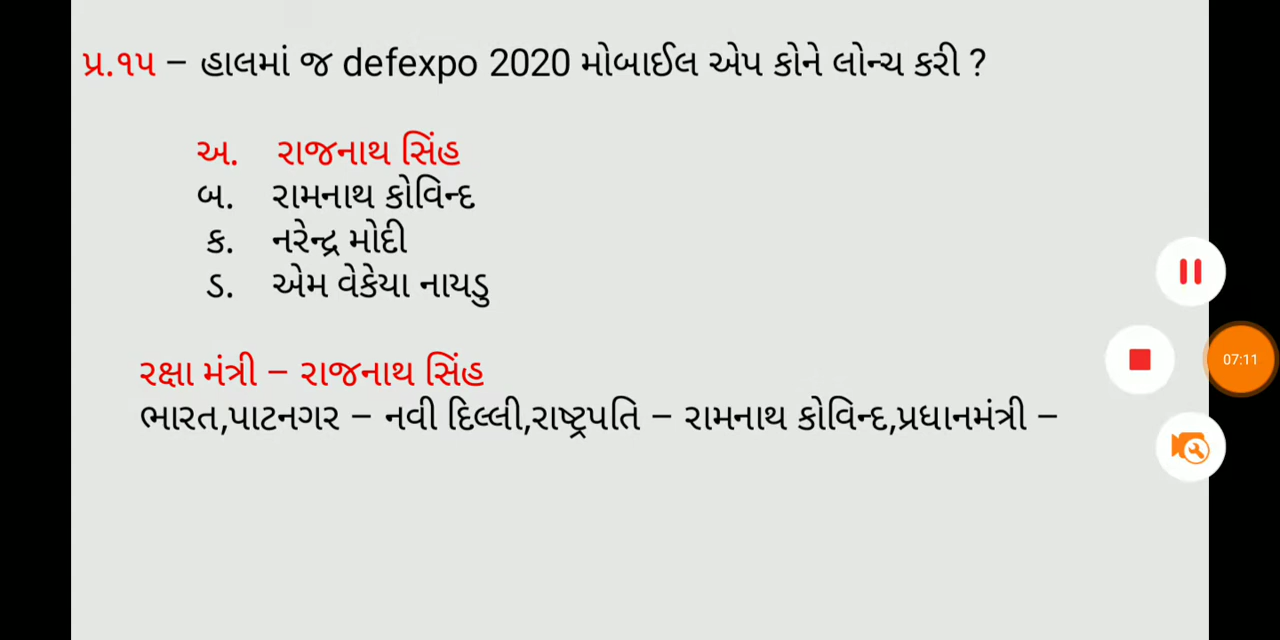 પ્ર.૧૫ – હાલમાં જ defexpo 2020 મોબાઈલ એપ કોને લોન્ચ કરી ?
અ. રાજનાથ સિંહ
બ. રામનાથ કોવિન્દ
ક. નરેન્દ્ર મોદી
ડ. એમ વેકેયા નાયડુ
રક્ષા મંત્રી – રાજનાથ સિંહ
ભારત,પાટનગર – નવી દિલ્લી,રાષ્ટ્રપતિ – રામનાથ કોવિન્દ,પ્રધાનમંત્રી –
07:11